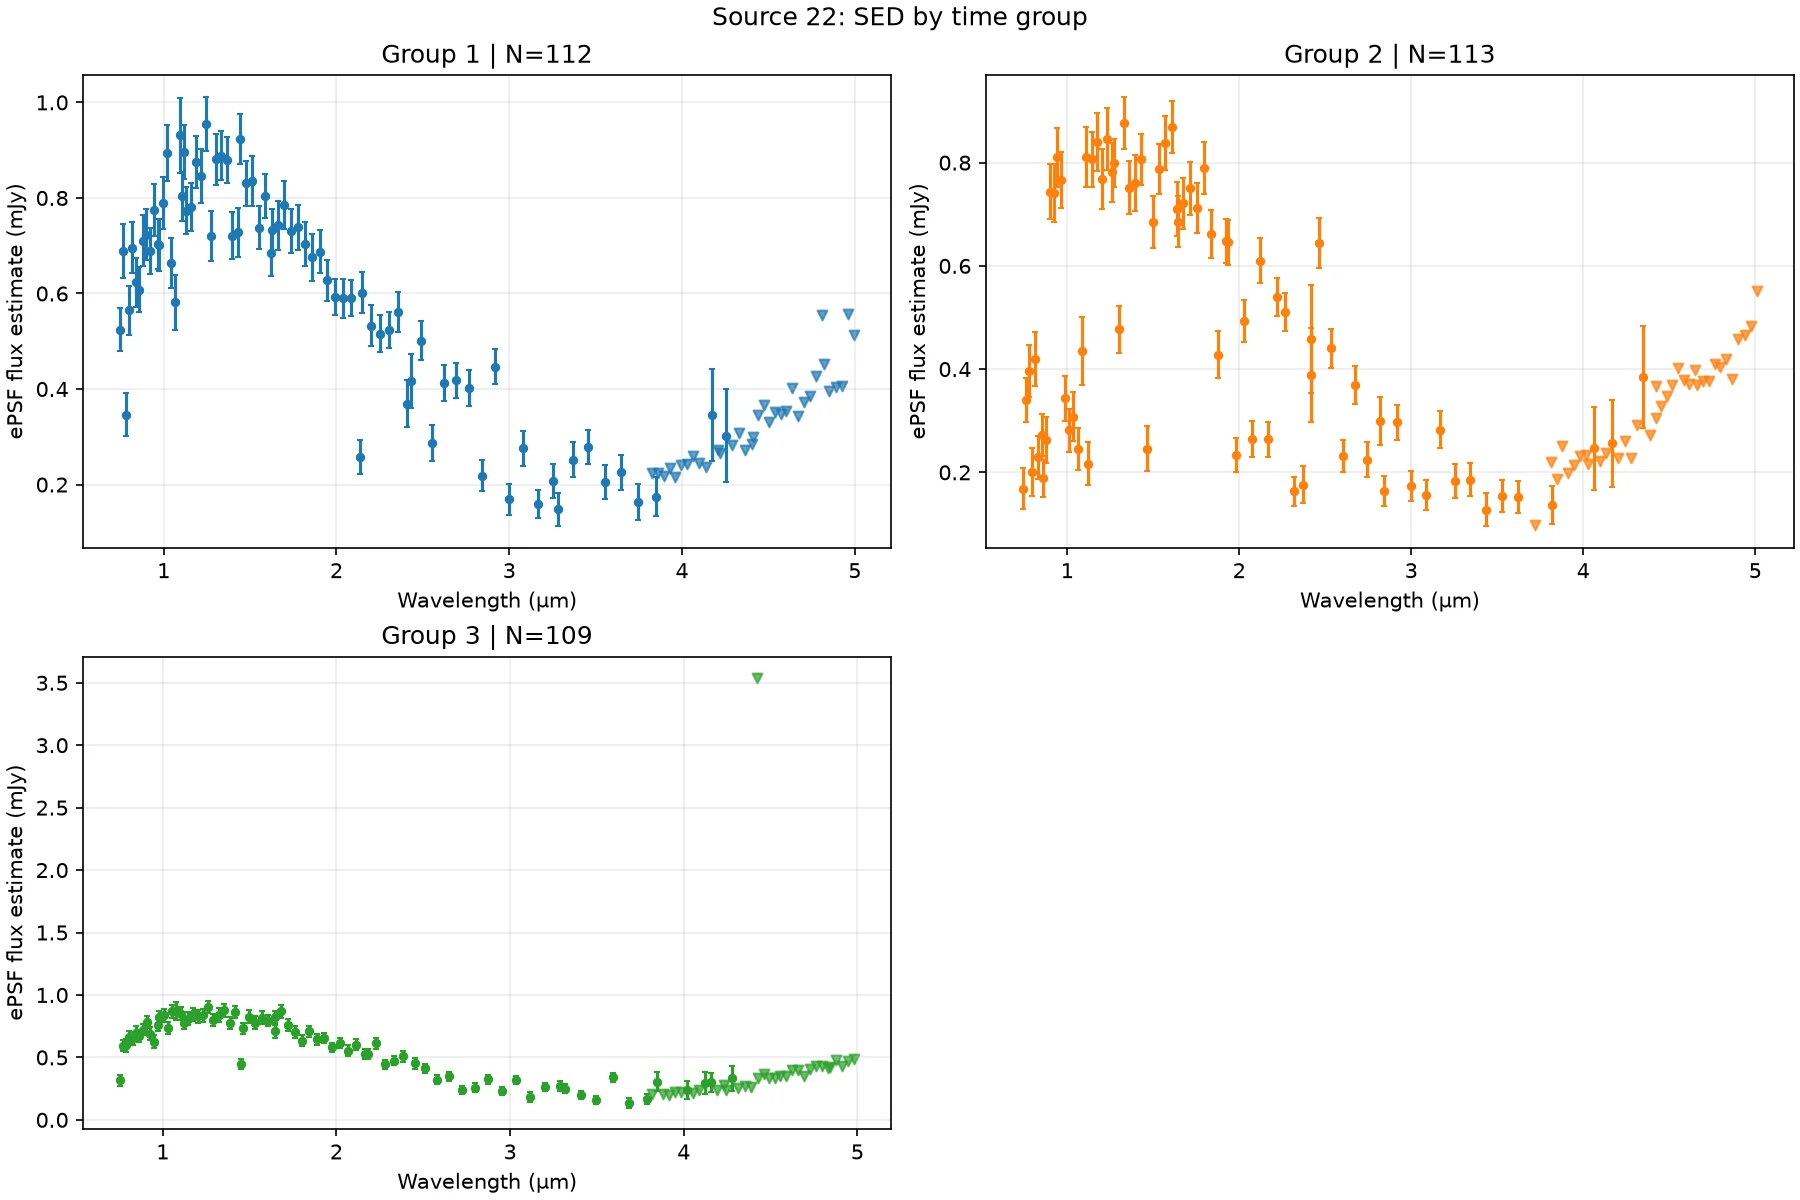 Source 22: SED by time group
Group 1 | N=112
ePSF flux estimate (mJy)
1.0
0.8
0.6
0.4
0.2
1 2 3 4 5
Wavelength (μm)
Group 2 | N=113
ePSF flux estimate (mJy)
0.8
0.6
0.4
0.2
1 2 3 4 5
Wavelength (μm)
Group 3 | N=109
ePSF flux estimate (mJy)
3.5
3.0
2.5
2.0
1.5
1.0
0.5
0.0
1 2 3 4 5
Wavelength (μm)